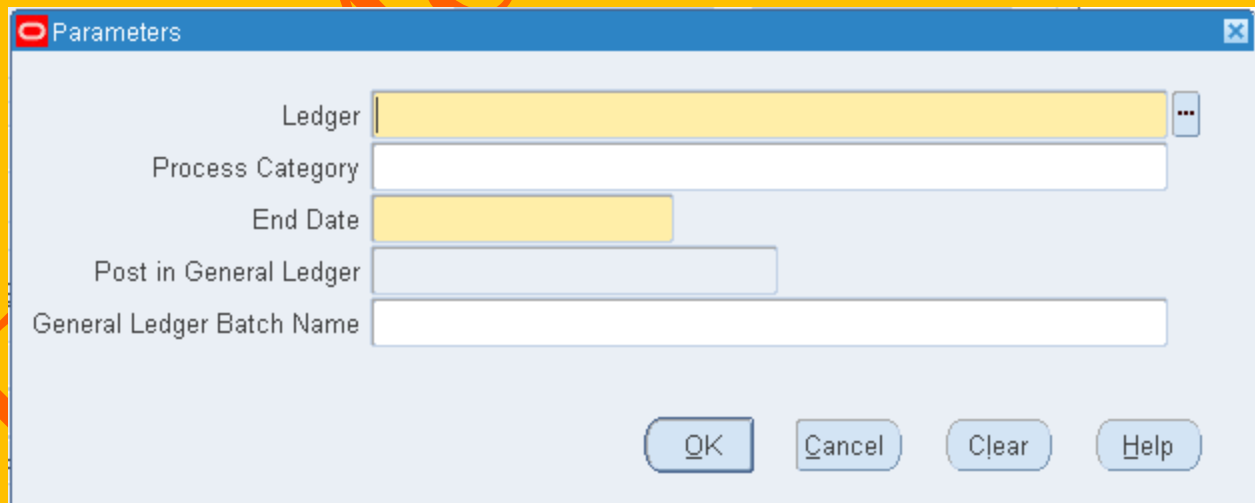 Parameters
Ledger
Process Category
End Date
Post in General Ledger
General Ledger Batch Name
OK Cancel Clear Help